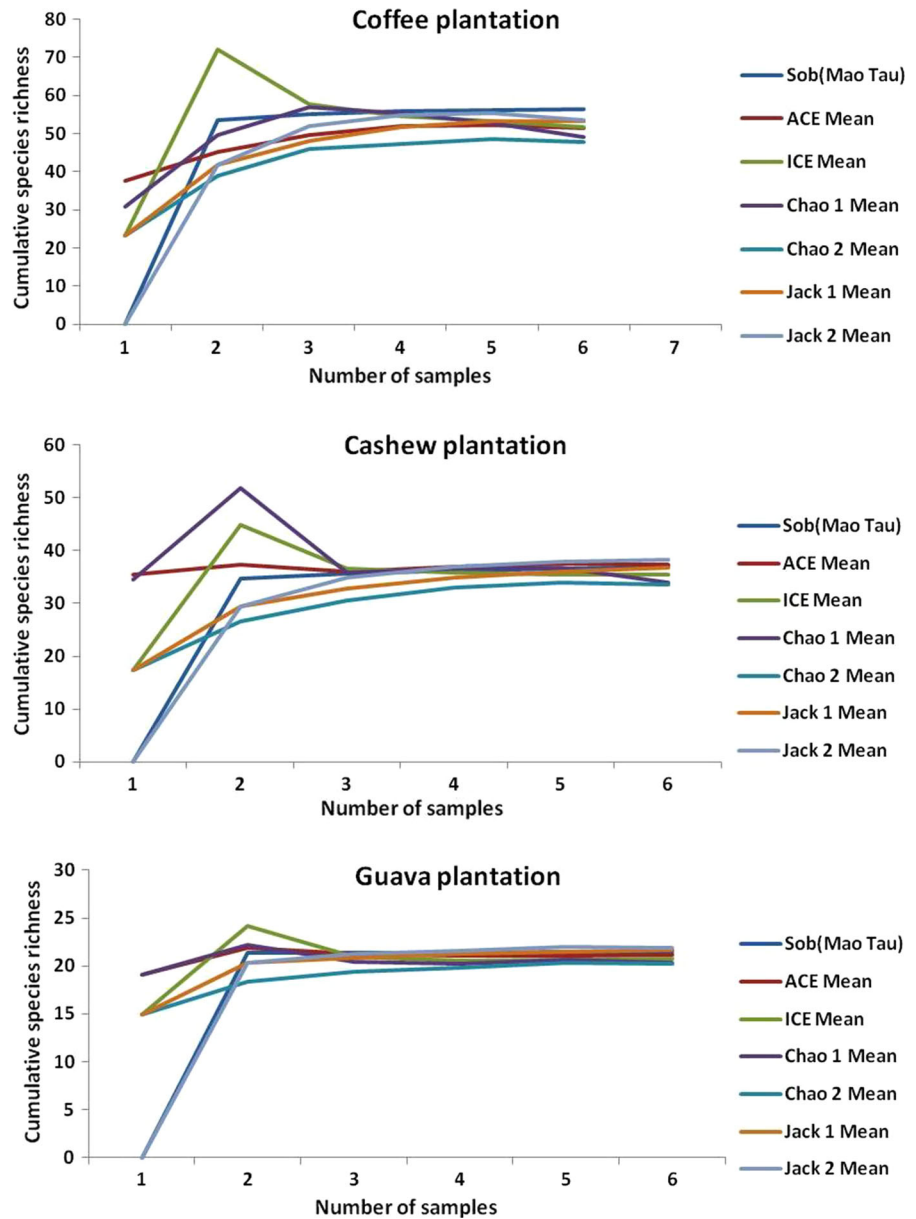 Coffee plantation
Cumulative species richness
80
70
60
50
40
30
20
10
0
1 2 3 4 5 6 7
Number of samples
Sob(Mao Tau)
ACE Mean
ICE Mean
Chao 1 Mean
Chao 2 Mean
Jack 1 Mean
Jack 2 Mean
Cashew plantation
Cumulative species richness
60
50
40
30
20
10
0
1 2 3 4 5 6
Number of samples
Sob(Mao Tau)
ACE Mean
ICE Mean
Chao 1 Mean
Chao 2 Mean
Jack 1 Mean
Jack 2 Mean
Guava plantation
Cumulative species richness
30
25
20
15
10
5
0
1 2 3 4 5 6
Number of samples
Sob(Mao Tau)
ACE Mean
ICE Mean
Chao 1 Mean
Chao 2 Mean
Jack 1 Mean
Jack 2 Mean